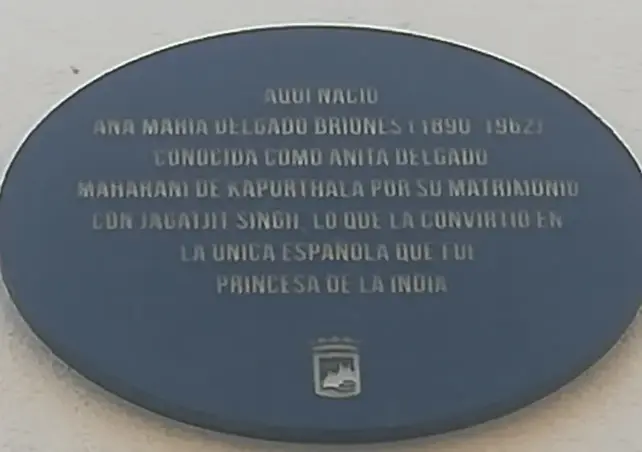 AQUI NACIO
ANA MARIA DELGADO BRIONES (1890-1962)
CONOCIDA COMO ANITA DELGADO
MAHARANI DE KAPURTHALA POR SU MATRIMONIO
CON JAGATJIT SINGH, LO QUE LA CONVIRTIO EN
LA UNICA ESPAÑOLA QUE FUE
PRINCESA DE LA INDIA